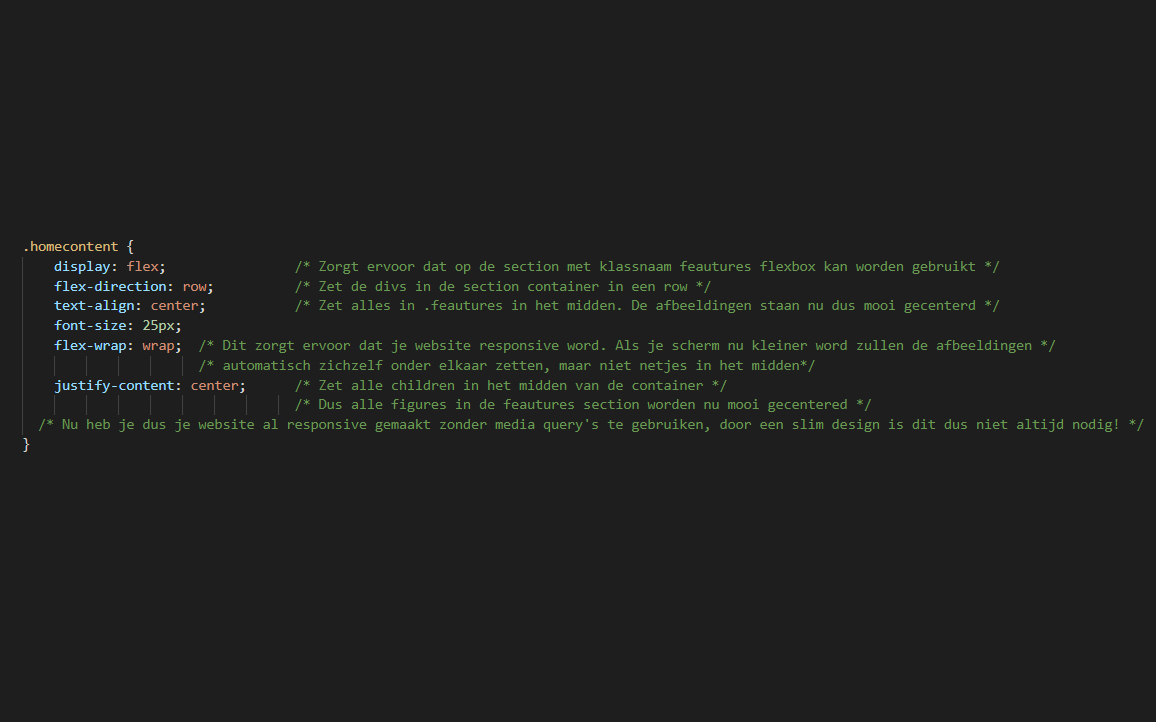 .homecontent {
display: flex; /* Zorgt ervoor dat op de section met klassnaam feautures flexbox kan worden gebruikt */
flex-direction: row; /* Zet de divs in de section container in een row */
text-align: center; /* Zet alles in .feautures in het midden. De afbeeldingen staan nu dus mooi gecenterd */
font-size: 25px;
flex-wrap: wrap; /* Dit zorgt ervoor dat je website responsive word. Als je scherm nu kleiner word zullen de afbeeldingen */
/* automatisch zichzelf onder elkaar zetten, maar niet netjes in het midden*/
justify-content: center; /* Zet alle children in het midden van de container */
/* Dus alle figures in de feautures section worden nu mooi gecentered */
/* Nu heb je dus je website al responsive gemaakt zonder media query's te gebruiken, door een slim design is dit dus niet altijd nodig! */
}